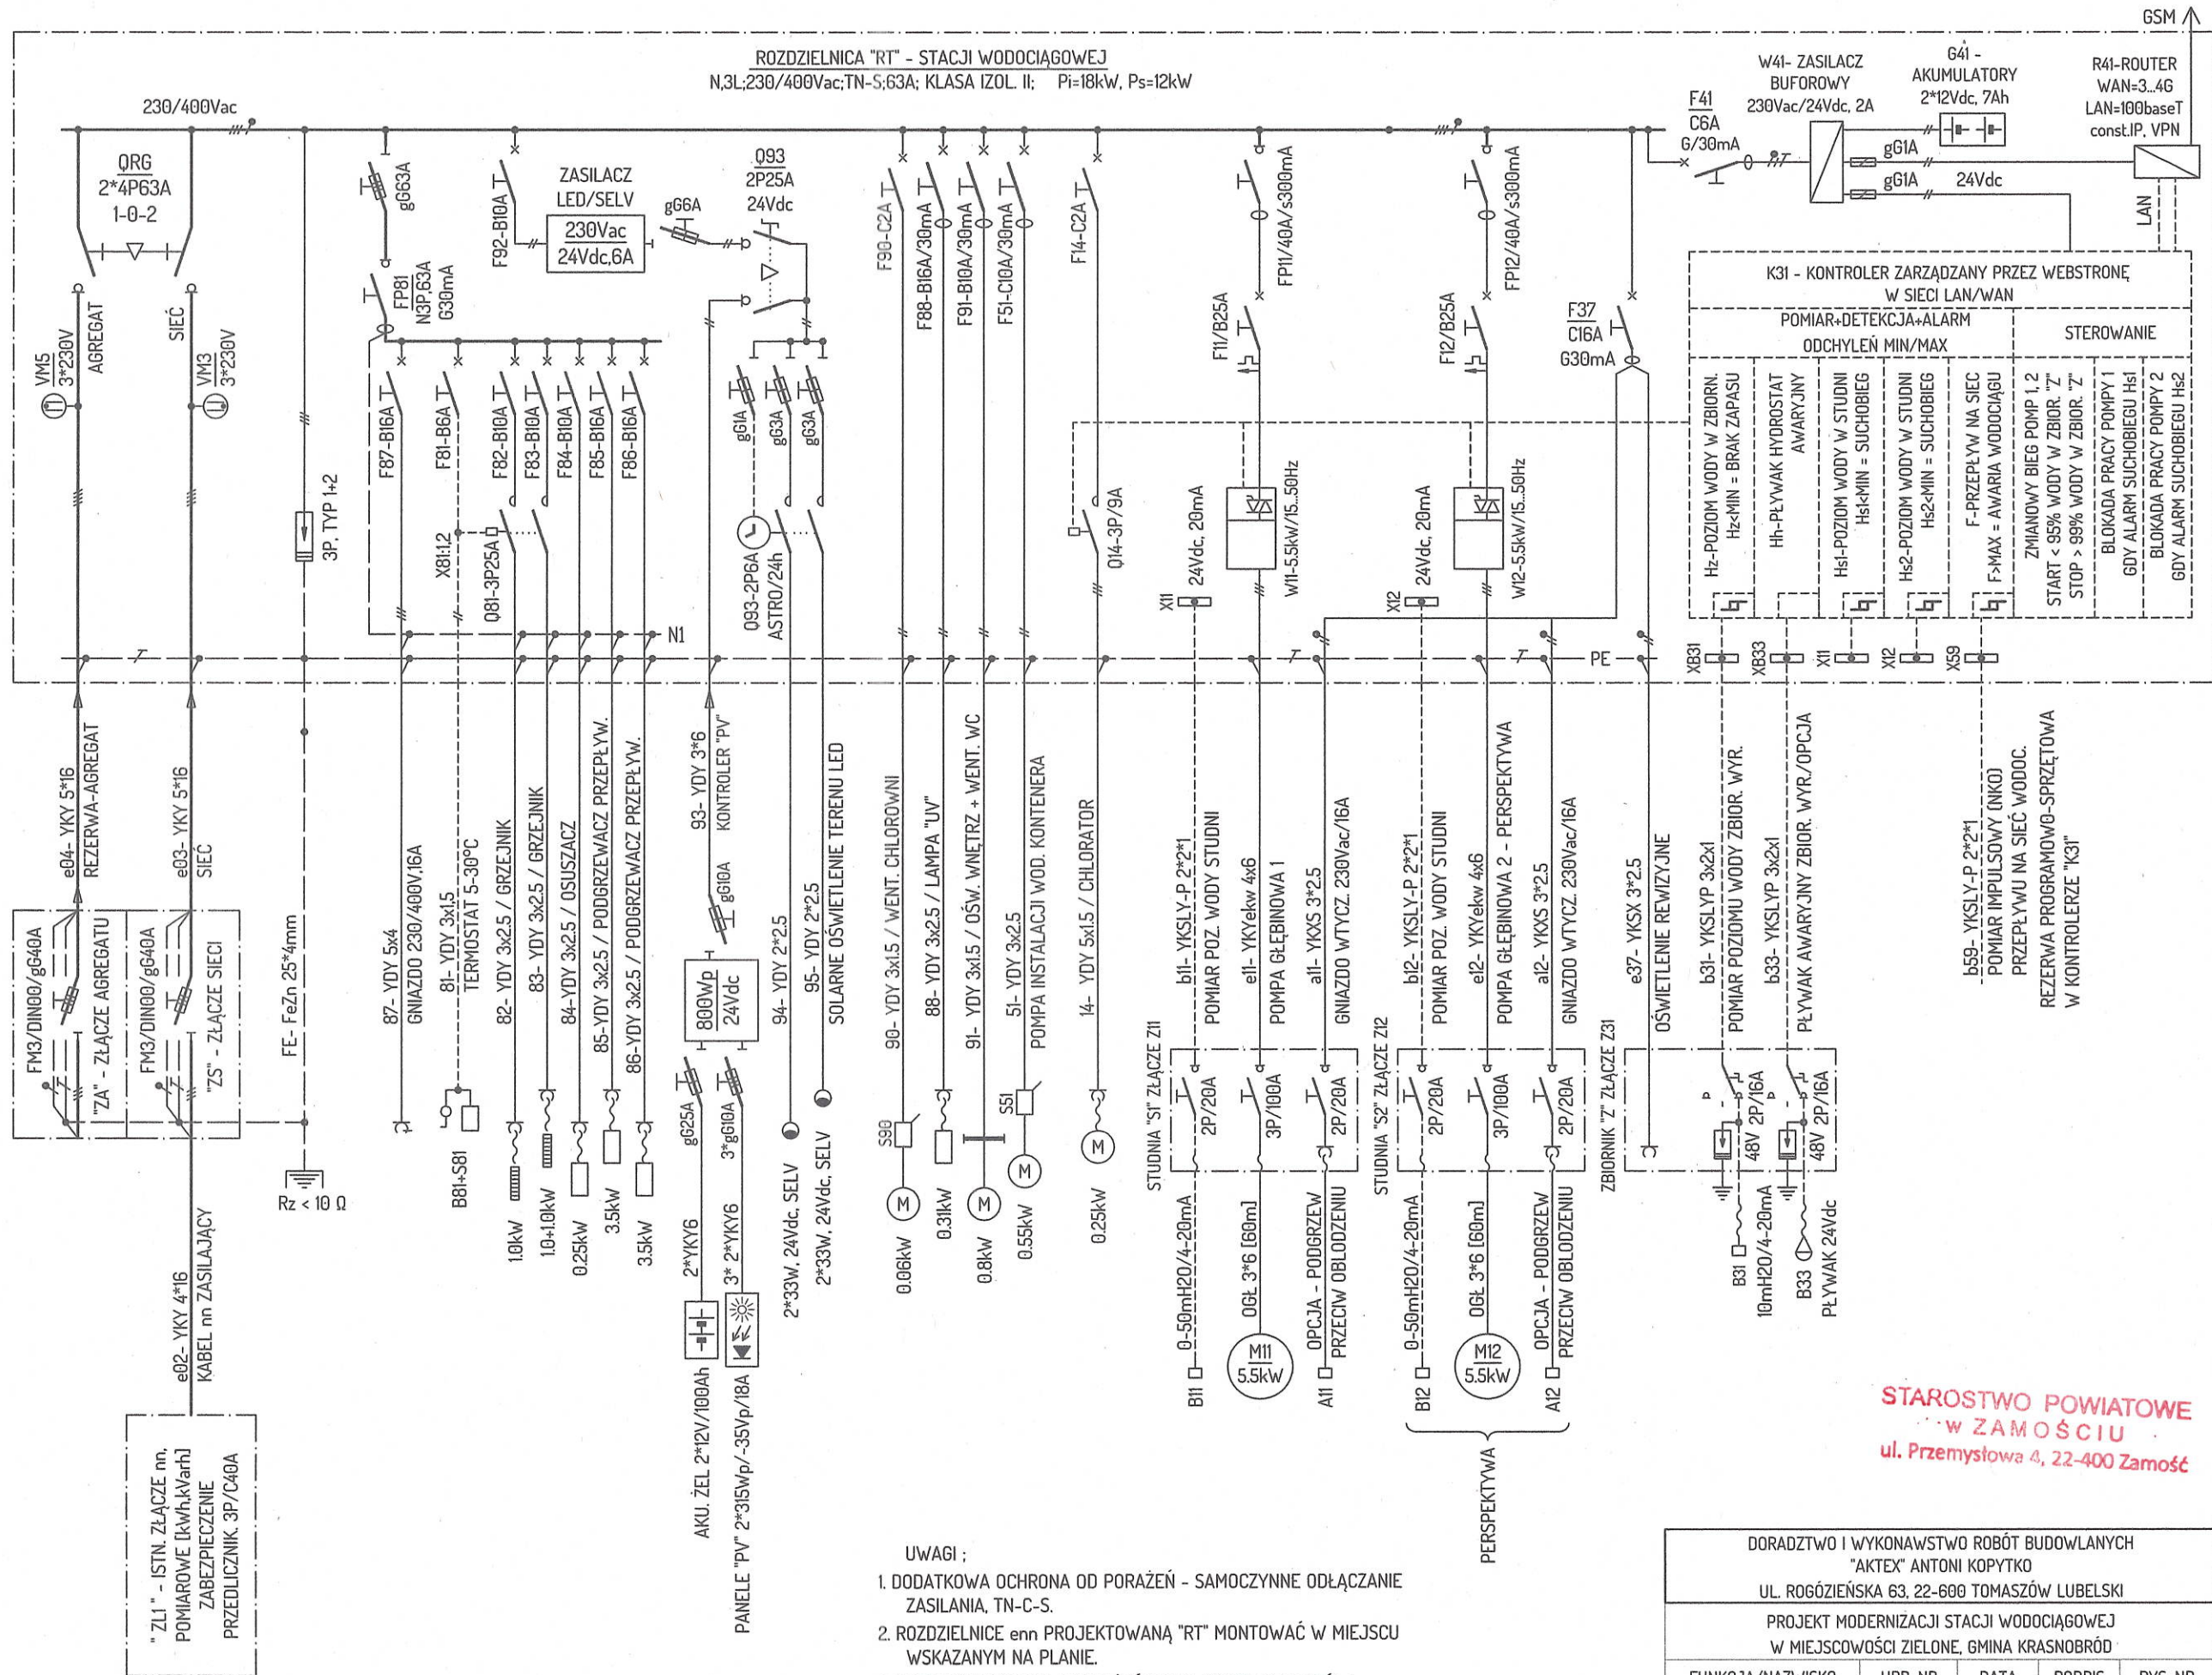 GSM
ROZDZIELNICA "RT" - STACJI WODOCIĄGOWEJ
N,3L;230/400Vac;TN-S;63A; KLASA IZOL. II; Pi=18kW, Ps=12kW
230/400Vac
QRG
2*4P63A
1-0-2
VM5
3*230V
AGREGAT
SIEĆ
VM3
3*230V
3P, TYP 1+2
gG63A
FP81
N3P,63A
G30mA
F92-B10A
ZASILACZ
LED/SELV
230Vac
24Vdc,6A
gG6A
Q93
2P25A
24Vdc
F87-B16A
F81-B6A
F82-B10A
F83-B10A
F84-B10A
F85-B16A
F86-B16A
X81:12
Q81-3P25A
N1
gG1A
gG3A
gG3A
Q93-2P6A
ASTRO/24h
F90-C2A
F88-B16A/30mA
F91-B10A/30mA
F51-C10A/30mA
F14-C2A
Q14-3P/9A
FP11/40A/s300mA
F11/B25A
X11
24Vdc, 20mA
W11-5.5kW/15...50Hz
FP12/40A/s300mA
F12/B25A
X12
24Vdc, 20mA
W12-5.5kW/15...50Hz
F37
C16A
G30mA
PE
F41
C6A
G/30mA
W41- ZASILACZ
BUFOROWY
230Vac/24Vdc, 2A
G41 -
AKUMULATORY
2*12Vdc, 7Ah
gG1A
gG1A
24Vdc
R41-ROUTER
WAN=3...4G
LAN=100baseT
const.IP, VPN
LAN
K31 - KONTROLER ZARZĄDZANY PRZEZ WEBSTRONĘ
W SIECI LAN/WAN
POMIAR+DETEKCJA+ALARM
ODCHYLEŃ MIN/MAX
STEROWANIE
Hz-POZIOM WODY W ZBIORN.
Hz<MIN = BRAK ZAPASU
Hh-PŁYWAK HYDROSTAT
AWARYJNY
Hs1-POZIOM WODY W STUDNI
Hs1<MIN = SUCHOBIEG
Hs2-POZIOM WODY W STUDNI
Hs2<MIN = SUCHOBIEG
F-PRZEPŁYW NA SIEC
F>MAX = AWARIA WODOCIĄGU
ZMIANOWY BIEG POMP 1, 2
START < 95% WODY W ZBIOR. "Z"
STOP > 99% WODY W ZBIOR. "Z"
BLOKADA PRACY POMPY 1
GDY ALARM SUCHOBIEGU Hs1
BLOKADA PRACY POMPY 2
GDY ALARM SUCHOBIEGU Hs2
XB31
XB33
X11
X12
X59
e04- YKY 5*16
REZERWA-AGREGAT
e03- YKY 5*16
SIEĆ
FM3/DIN00/gG40A
"ZA" - ZŁĄCZE AGREGATU
FM3/DIN00/gG40A
"ZS" - ZŁĄCZE SIECI
FE- FeZn 25*4mm
Rz < 10 Ω
e02- YKY 4*16
KABEL nn ZASILAJĄCY
" ZL1 " - ISTN. ZŁĄCZE nn,
POMIAROWE [kWh,kVarh]
ZABEZPIECZENIE
PRZEDLICZNIK. 3P/C40A
87- YDY 5x4
GNIAZDO 230/400V,16A
81- YDY 3x1,5
TERMOSTAT 5-30°C
B81+S81
82- YDY 3x2.5 / GRZEJNIK
1.0kW
83- YDY 3x2.5 / GRZEJNIK
1.0+1.0kW
84-YDY 3x2.5 / OSUSZACZ
0.25kW
85-YDY 3x2.5 / PODGRZEWACZ PRZEPŁYW.
3.5kW
86-YDY 3x2.5 / PODGRZEWACZ PRZEPŁYW.
3.5kW
93- YDY 3*6
KONTROLER "PV"
gG10A
800Wp
24Vdc
gG25A
3*gG10A
2*YKY6
3* 2*YKY6
AKU. ŻEL 2*12V/100Ah
PANELE "PV" 2*315Wp/-35Vp/18A
94- YDY 2*2.5
2*33W, 24Vdc, SELV
95- YDY 2*2.5
SOLARNE OŚWIETLENIE TERENU LED
2*33W, 24Vdc, SELV
90- YDY 3x1.5 / WENT. CHLOROWNI
S90
M
0.06kW
88- YDY 3x2.5 / LAMPA "UV"
0.31kW
91- YDY 3x1.5 / OŚW. WNĘTRZ + WENT. WC
M
0.8kW
51- YDY 3x2.5
POMPA INSTALACJI WOD. KONTENERA
S51
M
0.55kW
14- YDY 5x1.5 / CHLORATOR
M
0.25kW
b11- YKSLY-P 2*2*1
POMIAR POZ. WODY STUDNI
e11- YKYekw 4x6
POMPA GŁĘBINOWA 1
a11- YKXS 3*2.5
GNIAZDO WTYCZ. 230Vac/16A
STUDNIA "S1" ZŁĄCZE Z11
2P/20A
3P/100A
2P/20A
0-50mH2O/4-20mA
OGŁ 3*6 [60m]
OPCJA - PODGRZEW
PRZECIW OBLODZENIU
B11
M11
5.5kW
A11
b12- YKSLY-P 2*2*1
POMIAR POZ. WODY STUDNI
e12- YKYekw 4x6
POMPA GŁĘBINOWA 2 - PERSPEKTYWA
a12- YKXS 3*2.5
GNIAZDO WTYCZ. 230Vac/16A
STUDNIA "S2" ZŁĄCZE Z12
2P/20A
3P/100A
2P/20A
0-50mH2O/4-20mA
OGŁ 3*6 [60m]
OPCJA - PODGRZEW
PRZECIW OBLODZENIU
B12
M12
5.5kW
A12
PERSPEKTYWA
e37- YKSX 3*2.5
OŚWIETLENIE REWIZYJNE
b31- YKSLYP 3x2x1
POMIAR POZIOMU WODY ZBIOR. WYR.
b33- YKSLYP 3x2x1
PŁYWAK AWARYJNY ZBIOR. WYR./OPCJA
ZBIORNIK "Z" ZŁĄCZE Z31
48V 2P/16A
48V 2P/16A
B31
10mH2O/4-20mA
B33
PŁYWAK 24Vdc
b59- YKSLY-P 2*2*1
POMIAR IMPULSOWY (NKO)
PRZEPŁYWU NA SIEĆ WODOC.
REZERWA PROGRAMOWO-SPRZĘTOWA
W KONTROLERZE "K31"
STAROSTWO POWIATOWE
w ZAMOŚCIU
ul. Przemysłowa 4, 22-400 Zamość
UWAGI ;
1. DODATKOWA OCHRONA OD PORAŻEŃ - SAMOCZYNNE ODŁĄCZANIE
ZASILANIA, TN-C-S.
2. ROZDZIELNICE enn PROJEKTOWANĄ "RT" MONTOWAĆ W MIEJSCU
WSKAZANYM NA PLANIE.
DORADZTWO I WYKONAWSTWO ROBÓT BUDOWLANYCH
"AKTEX" ANTONI KOPYTKO
UL. ROGÓZIEŃSKA 63, 22-600 TOMASZÓW LUBELSKI
PROJEKT MODERNIZACJI STACJI WODOCIĄGOWEJ
W MIEJSCOWOŚCI ZIELONE, GMINA KRASNOBRÓD